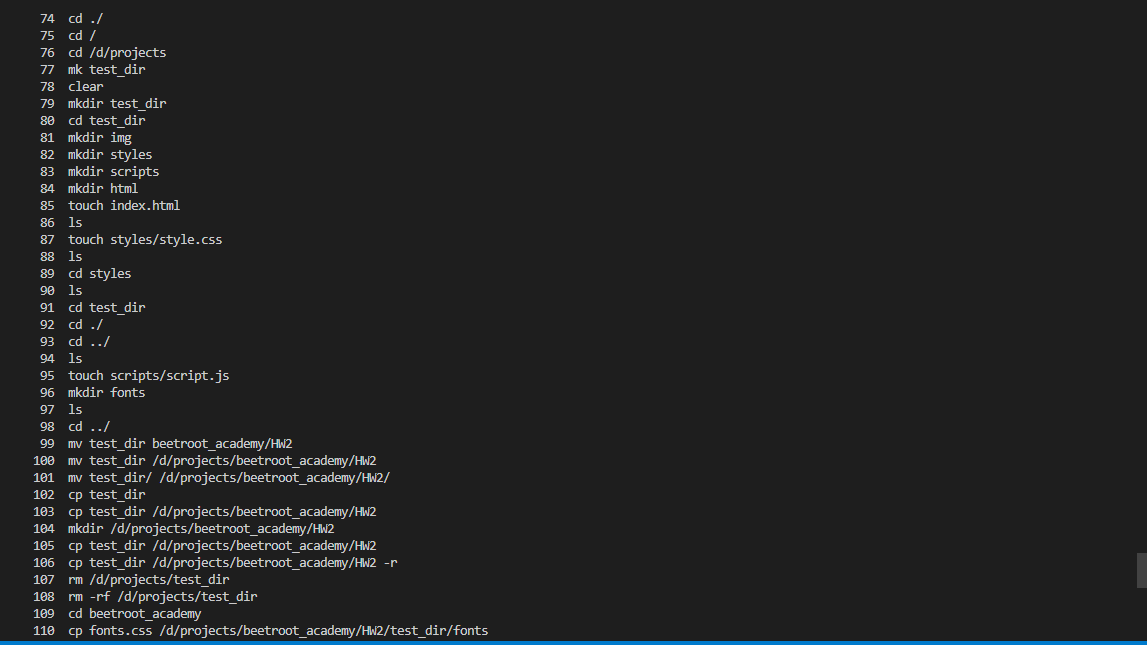 74 cd ./
75 cd /
76 cd /d/projects
77 mk test_dir
78 clear
79 mkdir test_dir
80 cd test_dir
81 mkdir img
82 mkdir styles
83 mkdir scripts
84 mkdir html
85 touch index.html
86 ls
87 touch styles/style.css
88 ls
89 cd styles
90 ls
91 cd test_dir
92 cd ./
93 cd ../
94 ls
95 touch scripts/script.js
96 mkdir fonts
97 ls
98 cd ../
99 mv test_dir beetroot_academy/HW2
100 mv test_dir /d/projects/beetroot_academy/HW2
101 mv test_dir/ /d/projects/beetroot_academy/HW2/
102 cp test_dir
103 cp test_dir /d/projects/beetroot_academy/HW2
104 mkdir /d/projects/beetroot_academy/HW2
105 cp test_dir /d/projects/beetroot_academy/HW2
106 cp test_dir /d/projects/beetroot_academy/HW2 -r
107 rm /d/projects/test_dir
108 rm -rf /d/projects/test_dir
109 cd beetroot_academy
110 cp fonts.css /d/projects/beetroot_academy/HW2/test_dir/fonts